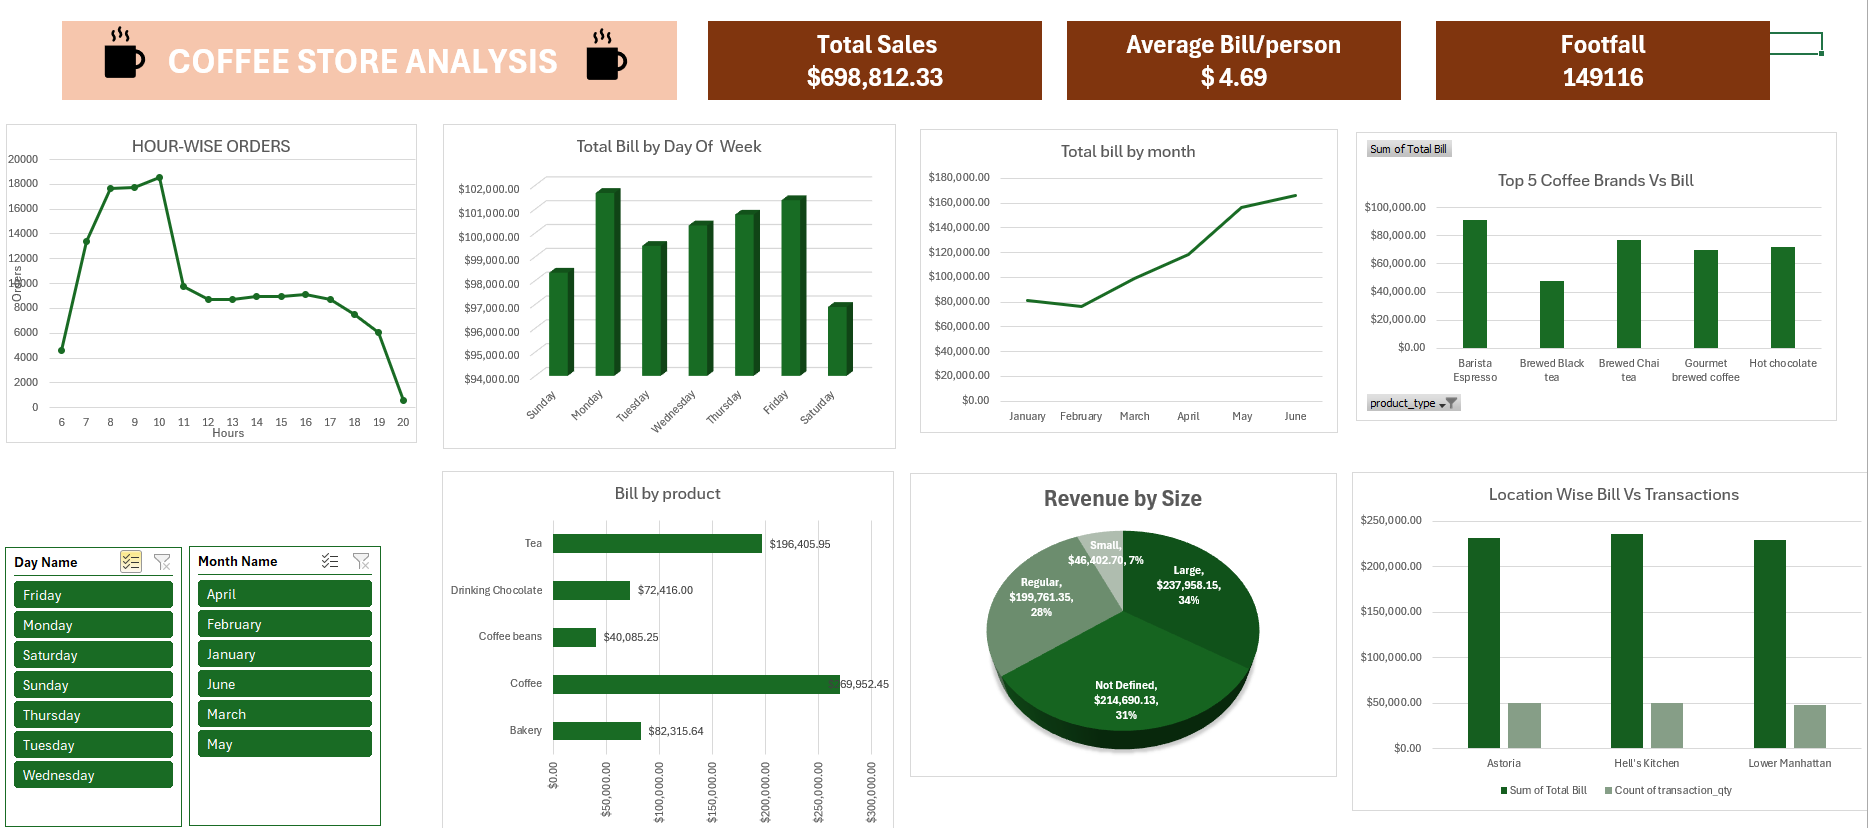 COFFEE STORE ANALYSIS
Total Sales
$698,812.33
Average Bill/person
$ 4.69
Footfall
149116
HOUR-WISE ORDERS
20000
18000
16000
14000
12000
10000
8000
6000
4000
2000
0
Orders
6 7 8 9 10 11 12 13 14 15 16 17 18 19 20
Hours
Total Bill by Day Of Week
$102,000.00
$101,000.00
$100,000.00
$99,000.00
$98,000.00
$97,000.00
$96,000.00
$95,000.00
$94,000.00
Sunday Monday Tuesday Wednesday Thursday Friday Saturday
Total bill by month
$180,000.00
$160,000.00
$140,000.00
$120,000.00
$100,000.00
$80,000.00
$60,000.00
$40,000.00
$20,000.00
$0.00
January February March April May June
Sum of Total Bill
Top 5 Coffee Brands Vs Bill
$100,000.00
$80,000.00
$60,000.00
$40,000.00
$20,000.00
$0.00
Barista Espresso
Brewed Black tea
Brewed Chai tea
Gourmet brewed coffee
Hot chocolate
product_type
Day Name
Friday
Monday
Saturday
Sunday
Thursday
Tuesday
Wednesday
Month Name
April
February
January
June
March
May
Bill by product
Tea $196,405.95
Drinking Chocolate $72,416.00
Coffee beans $40,085.25
Coffee 69,952.45
Bakery $82,315.64
$0.00 $50,000.00 $100,000.00 $150,000.00 $200,000.00 $250,000.00 $300,000.00
Revenue by Size
Small,
$46,402.70, 7%
Large,
$237,958.15,
34%
Regular,
$199,761.35,
28%
Not Defined,
$214,690.13,
31%
Location Wise Bill Vs Transactions
$250,000.00
$200,000.00
$150,000.00
$100,000.00
$50,000.00
$0.00
Astoria Hell's Kitchen Lower Manhattan
Sum of Total Bill Count of transaction_qty